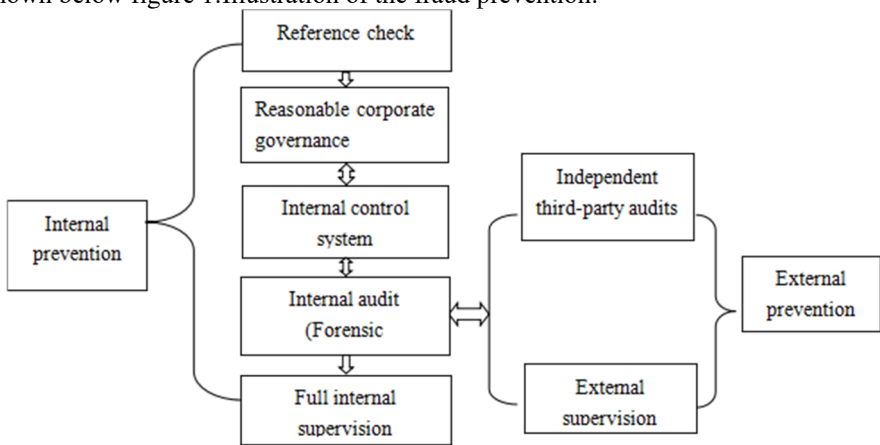 shown below figure 1.Illustration of the fraud prevention.
Reference check
Reasonable corporate
governance
Internal control
system
Internal audit
(Forensic
Full internal
supervision
Internal
prevention
Independent
third-party audits
External
supervision
External
prevention